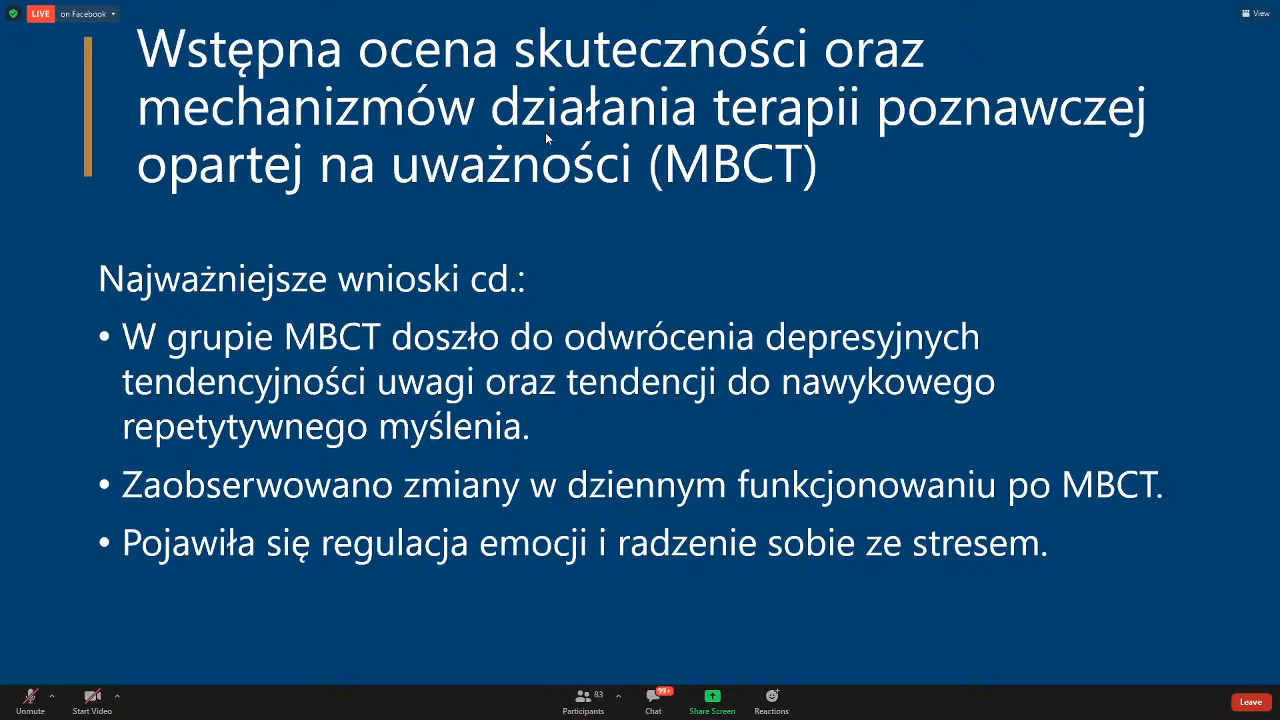 LIVE on Facebook
View
Wstępna ocena skuteczności oraz
mechanizmów działania terapii poznawczej
opartej na uważności (MBCT)
Najważniejsze wnioski cd.:
• W grupie MBCT doszło do odwrócenia depresyjnych
tendencyjności uwagi oraz tendencji do nawykowego
repetytywnego myślenia.
• Zaobserwowano zmiany w dziennym funkcjonowaniu po MBCT.
• Pojawiła się regulacja emocji i radzenie sobie ze stresem.
83
99+
Unmute
Start Video
Participants
Chat
Share Screen
Reactions
Leave